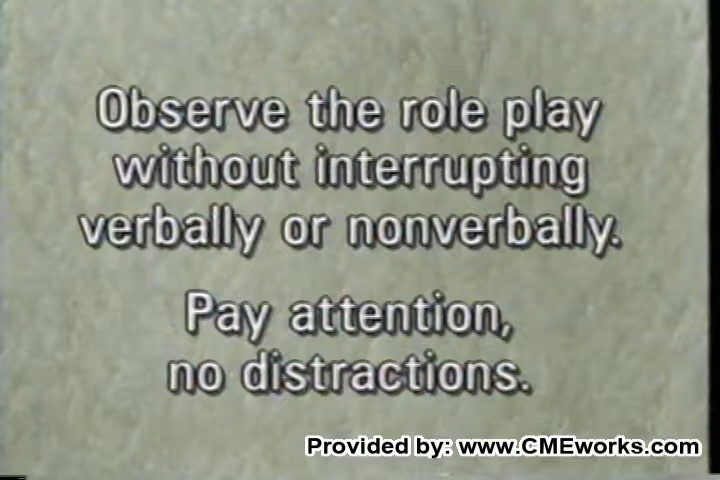 Observe the role play
without interrupting
verbally or nonverbally.
Pay attention,
no distractions.
Provided by: www.CMEworks.com